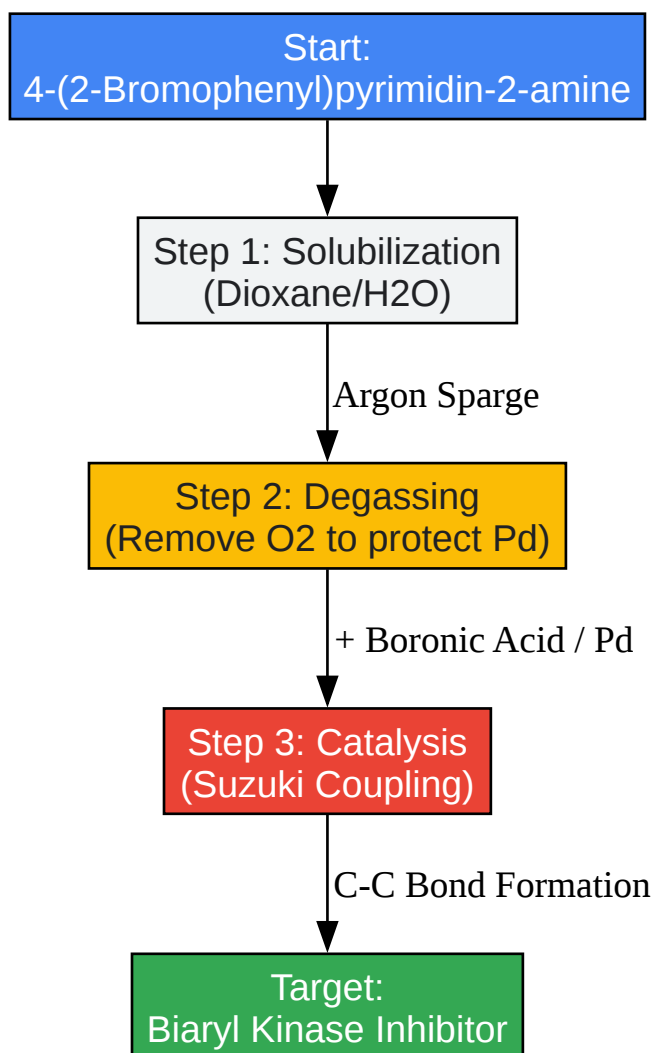 Start:
4-(2-Bromophenyl)pyrimidin-2-amine
Step 1: Solubilization
(Dioxane/H2O)
Argon Sparge
Step 2: Degassing
(Remove O2 to protect Pd)
+ Boronic Acid / Pd
Step 3: Catalysis
(Suzuki Coupling)
C-C Bond Formation
Target:
Biaryl Kinase Inhibitor